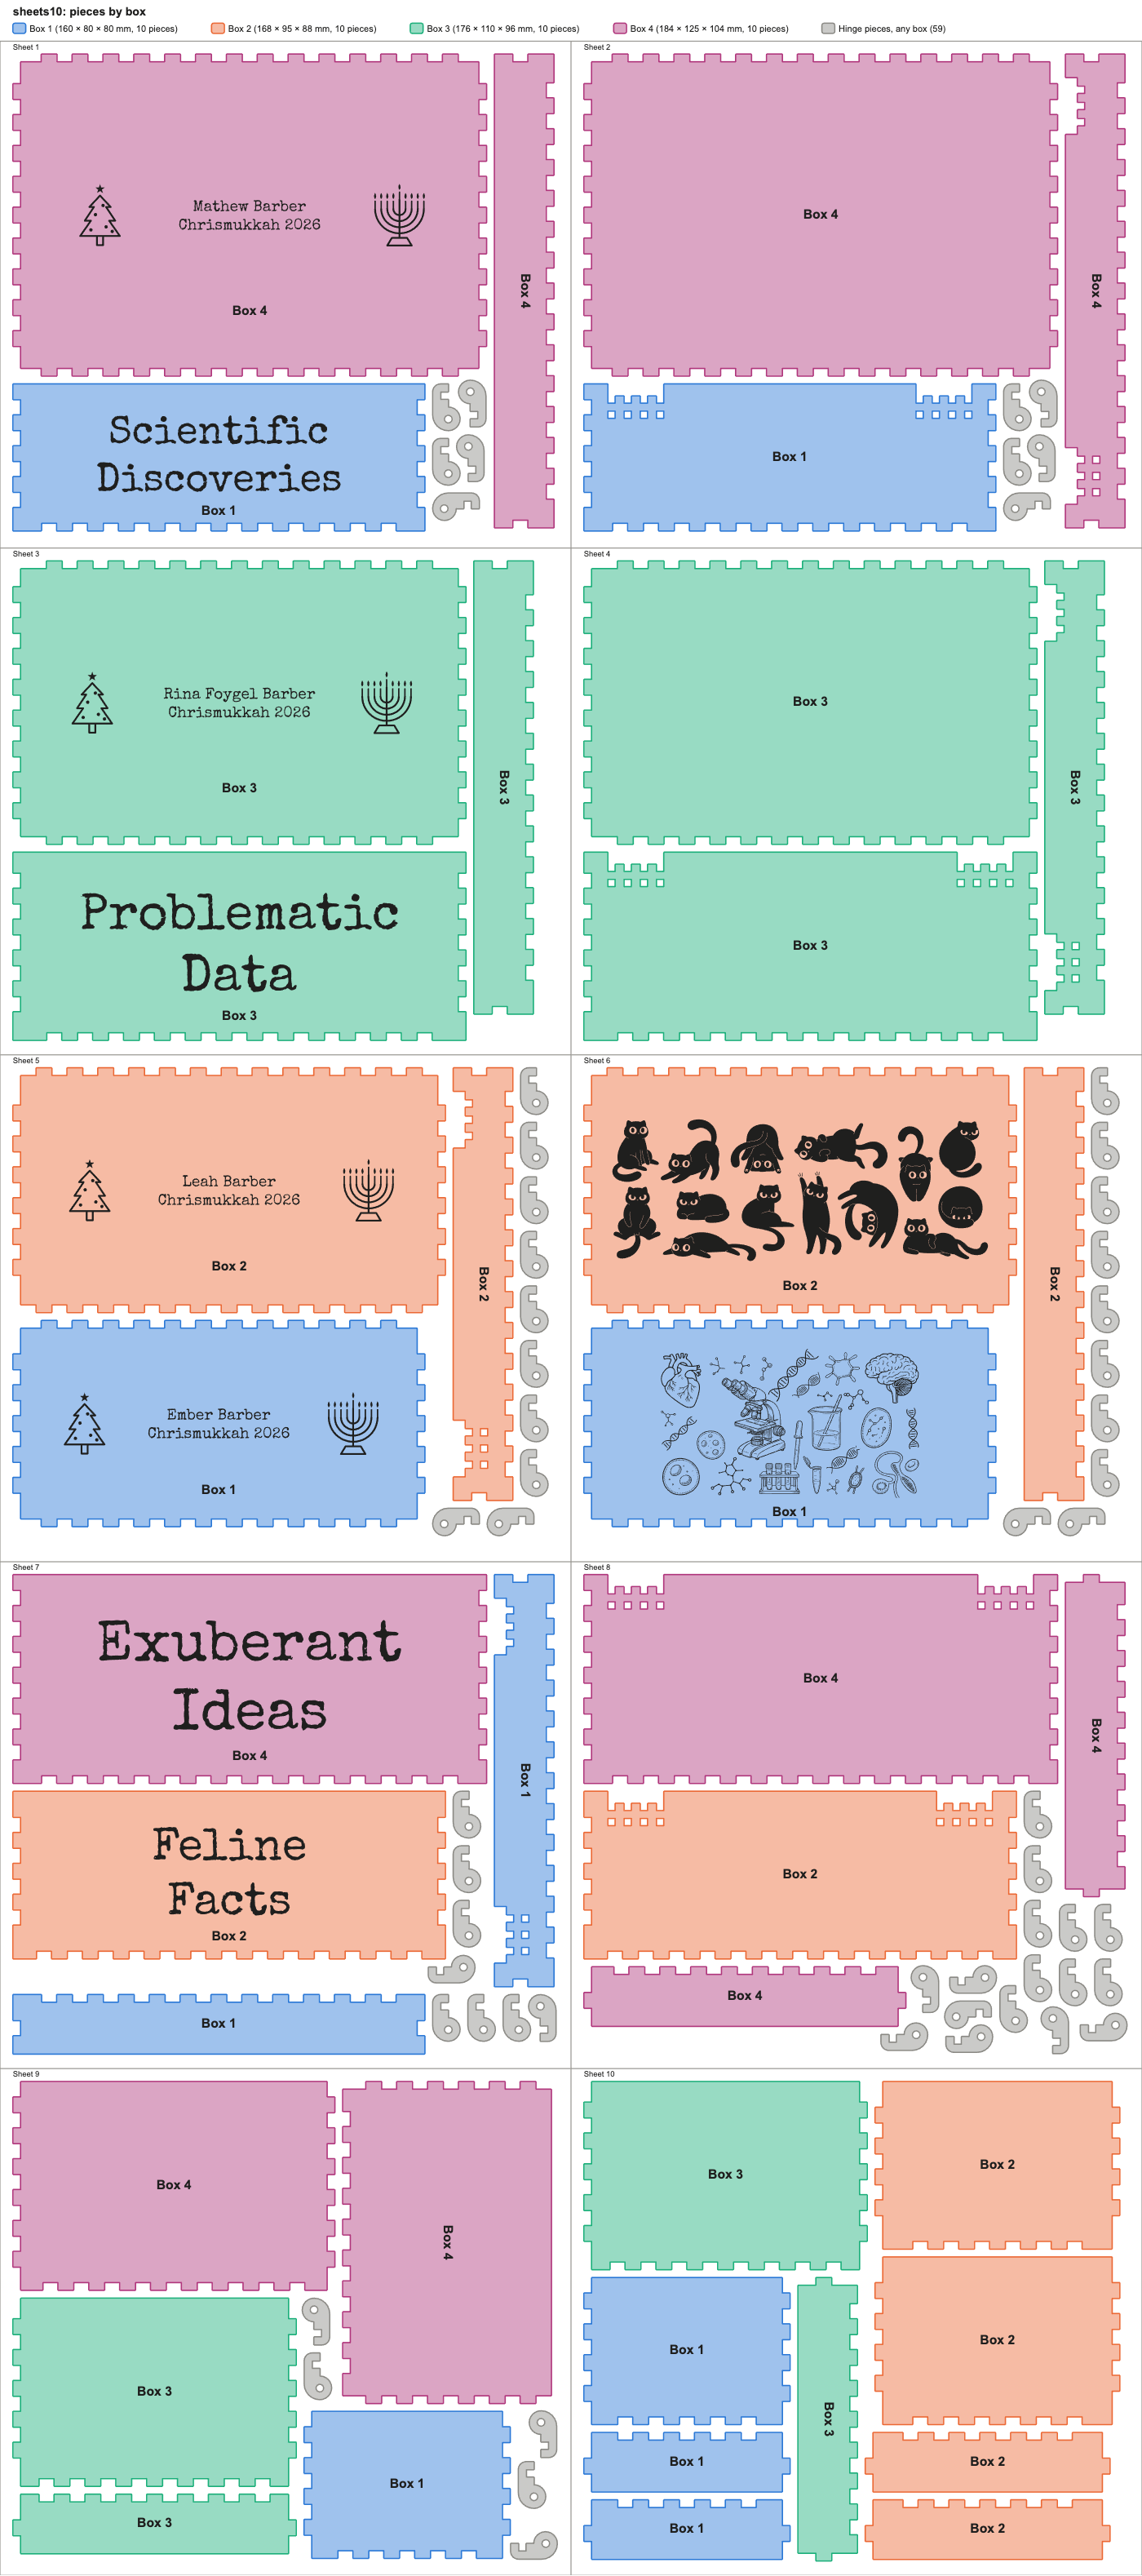 sheets10: pieces by box
Box 1 (160 × 80 × 80 mm, 10 pieces)
Box 2 (168 × 95 × 88 mm, 10 pieces)
Box 3 (176 × 110 × 96 mm, 10 pieces)
Box 4 (184 × 125 × 104 mm, 10 pieces)
Hinge pieces, any box (59)
Sheet 1
Mathew Barber
Chrismukkah 2026
Box 4
Box 4
Scientific
Discoveries
Box 1
Sheet 2
Box 4
Box 4
Box 1
Sheet 3
Rina Foygel Barber
Chrismukkah 2026
Box 3
Box 3
Problematic
Data
Box 3
Sheet 4
Box 3
Box 3
Box 3
Sheet 5
Leah Barber
Chrismukkah 2026
Box 2
Box 2
Ember Barber
Chrismukkah 2026
Box 1
Sheet 6
Box 2
Box 2
Box 1
Sheet 7
Exuberant
Ideas
Box 4
Box 1
Feline
Facts
Box 2
Box 1
Sheet 8
Box 4
Box 4
Box 2
Box 4
Sheet 9
Box 4
Box 4
Box 3
Box 1
Box 3
Sheet 10
Box 3
Box 2
Box 1
Box 2
Box 3
Box 1
Box 2
Box 1
Box 2